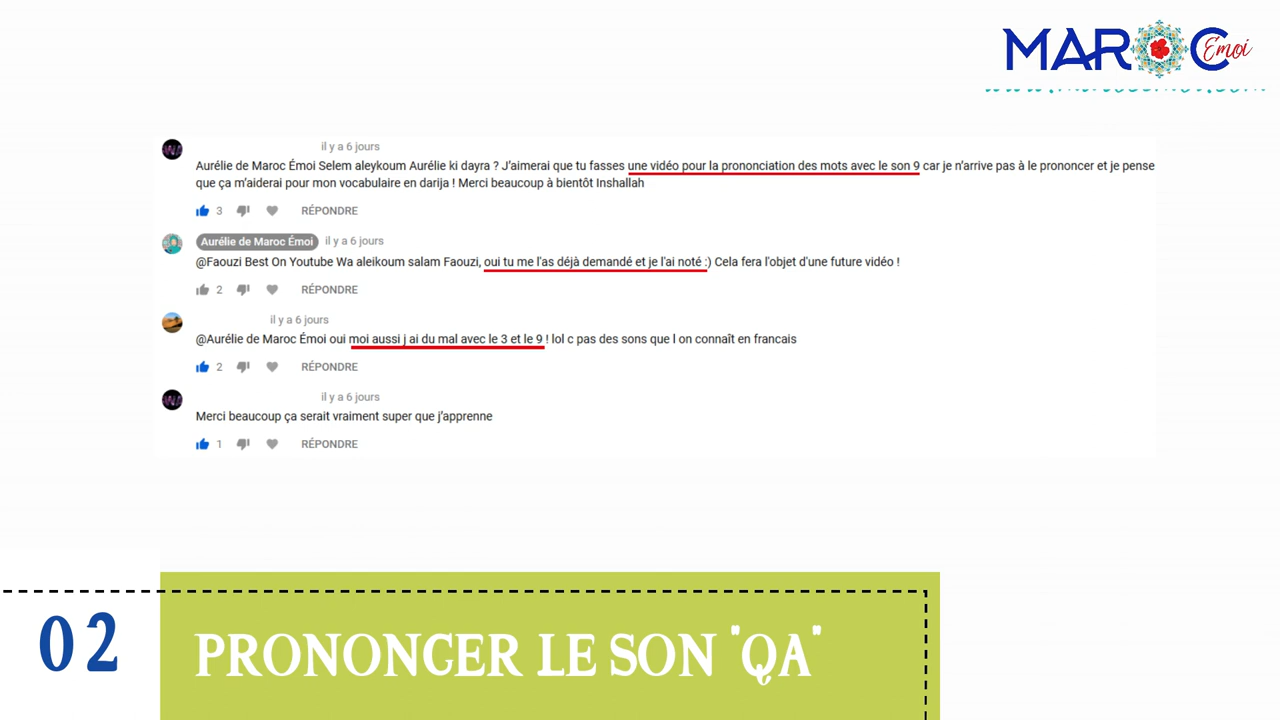 MAROC
Émoi
il y a 6 jours
Aurélie de Maroc Émoi Selem aleykoum Aurélie ki dayra ? J'aimerai que tu fasses une vidéo pour la prononciation des mots avec le son 9 car je n'arrive pas à le prononcer et je pense
que ça m'aiderai pour mon vocabulaire en darija ! Merci beaucoup à bientôt Inshallah
3 RÉPONDRE
Aurélie de Maroc Émoi il y a 6 jours
@Faouzi Best On Youtube Wa aleikoum salam Faouzi, oui tu me l'as déjà demandé et je l'ai noté :) Cela fera l'objet d'une future vidéo !
2 RÉPONDRE
il y a 6 jours
@Aurélie de Maroc Émoi oui moi aussi j ai du mal avec le 3 et le 9 ! lol c pas des sons que l on connaît en francais
2 RÉPONDRE
il y a 6 jours
Merci beaucoup ça serait vraiment super que j'apprenne
1 RÉPONDRE
02
PRONONGER LE SON "QA"